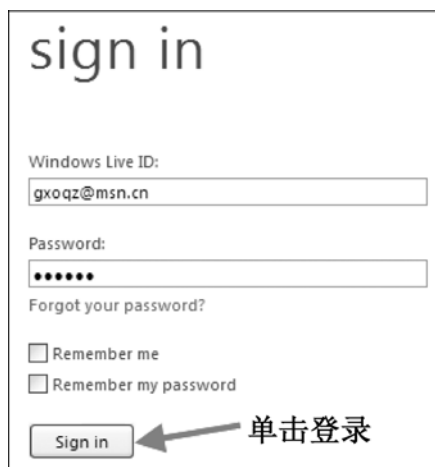 sign in
Windows Live ID:
gxoqz@msn.cn
Password:
●●●●●●
Forgot your password?
Remember me
Remember my password
Sign in
单击登录